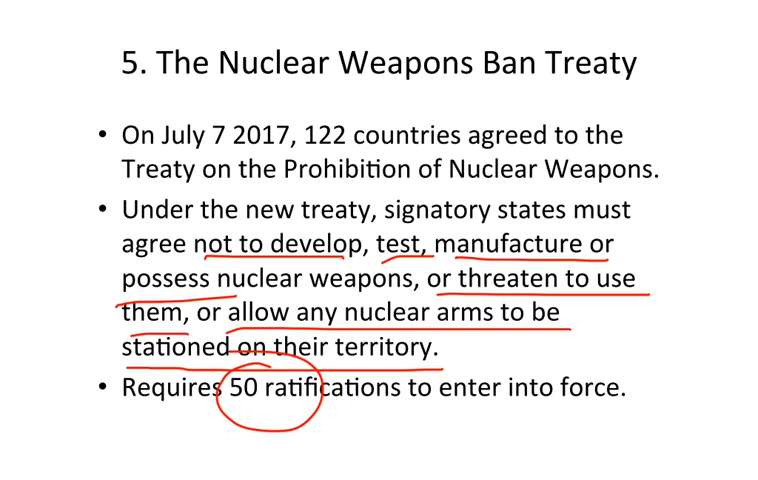 5. The Nuclear Weapons Ban Treaty
• On July 7 2017, 122 countries agreed to the
Treaty on the Prohibition of Nuclear Weapons.
• Under the new treaty, signatory states must
agree not to develop, test, manufacture or
possess nuclear weapons, or threaten to use
them, or allow any nuclear arms to be
stationed on their territory.
• Requires 50 ratifications to enter into force.